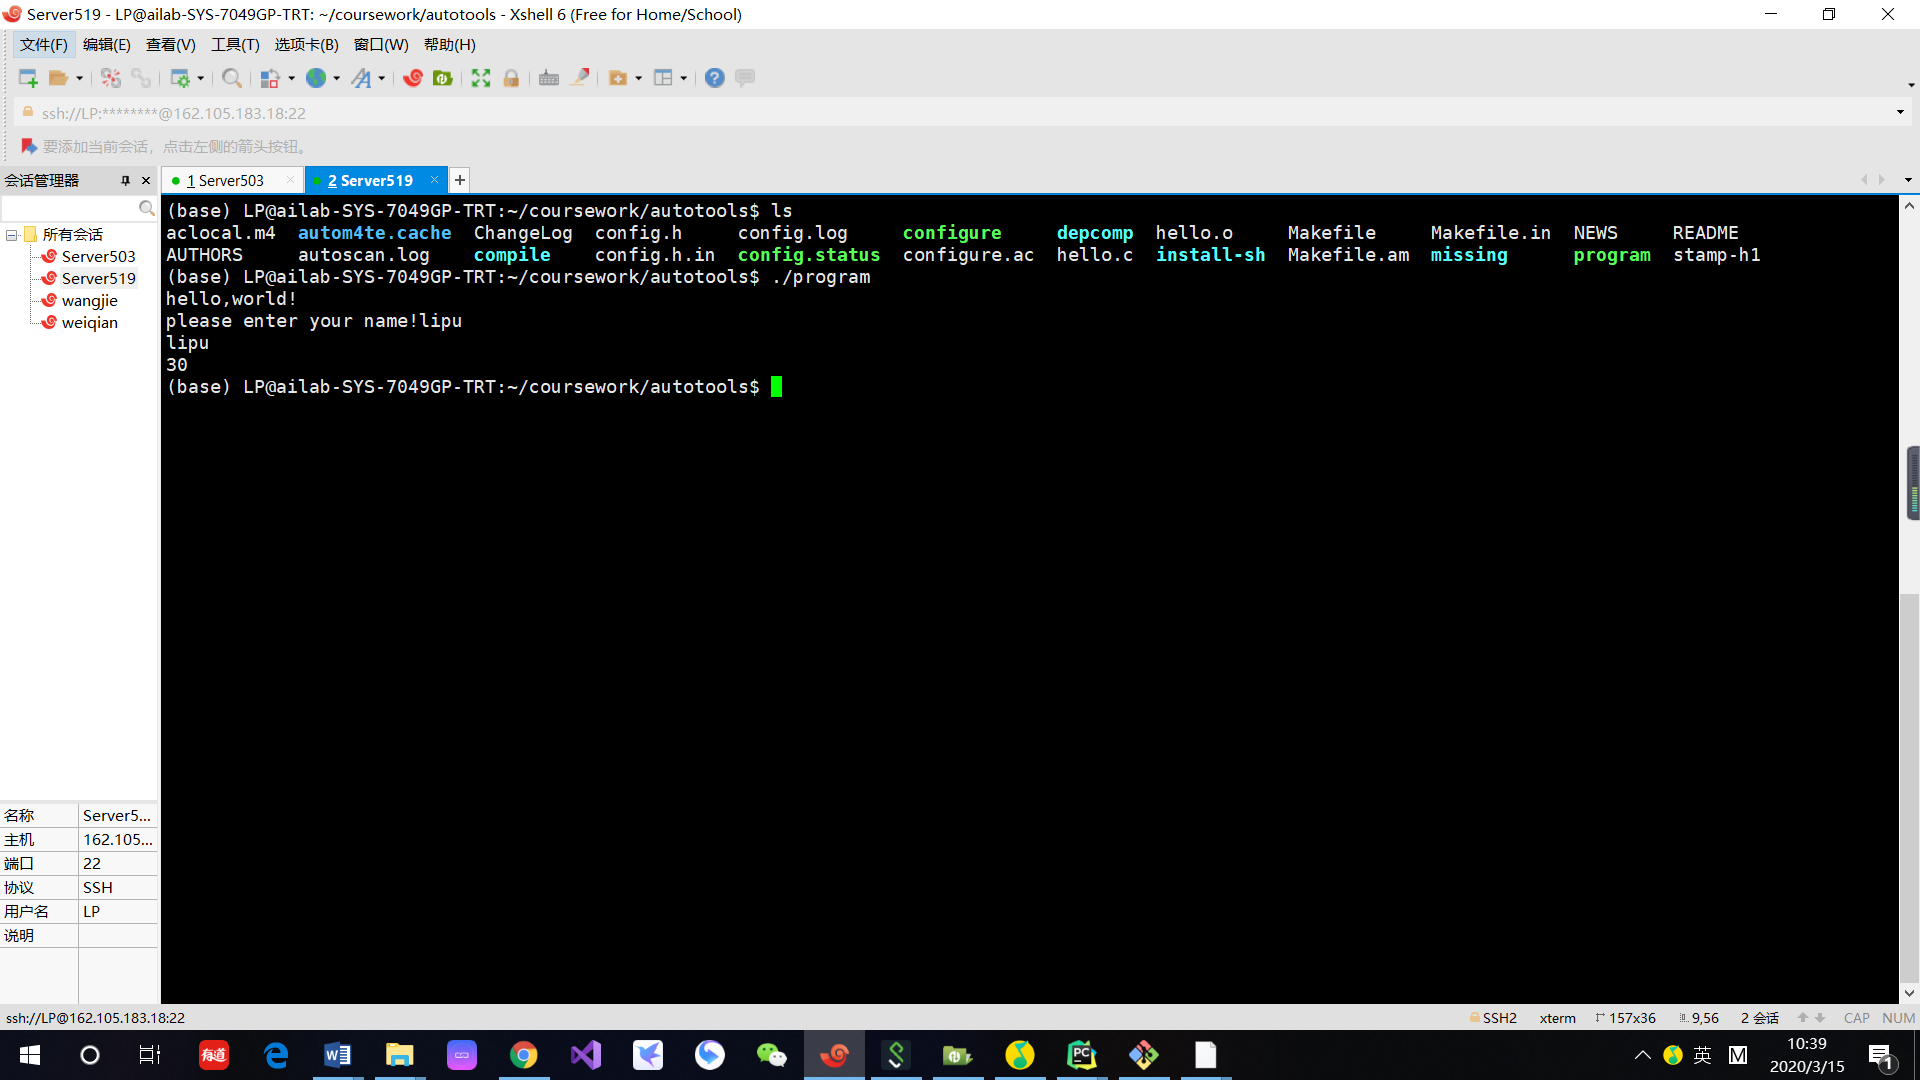 Server519 - LP@ailab-SYS-7049GP-TRT: ~/coursework/autotools - Xshell 6 (Free for Home/School)
文件(F) 编辑(E) 查看(V) 工具(T) 选项卡(B) 窗口(W) 帮助(H)
ssh://LP:********@162.105.183.18:22
要添加当前会话，点击左侧的箭头按钮。
会话管理器
1 Server503
2 Server519
所有会话
Server503
Server519
wangjie
weiqian
(base) LP@ailab-SYS-7049GP-TRT:~/coursework/autotools$ ls
aclocal.m4 autom4te.cache ChangeLog config.h config.log configure depcomp hello.o Makefile Makefile.in NEWS README
AUTHORS autoscan.log compile config.h.in config.status configure.ac hello.c install-sh Makefile.am missing program stamp-h1
(base) LP@ailab-SYS-7049GP-TRT:~/coursework/autotools$ ./program
hello,world!
please enter your name!lipu
lipu
30
(base) LP@ailab-SYS-7049GP-TRT:~/coursework/autotools$
名称 Server5...
主机 162.105...
端口 22
协议 SSH
用户名 LP
说明
ssh://LP@162.105.183.18:22
SSH2 xterm 157x36 9,56 2 会话 CAP NUM
有道
PC
英
M
10:39
2020/3/15
1